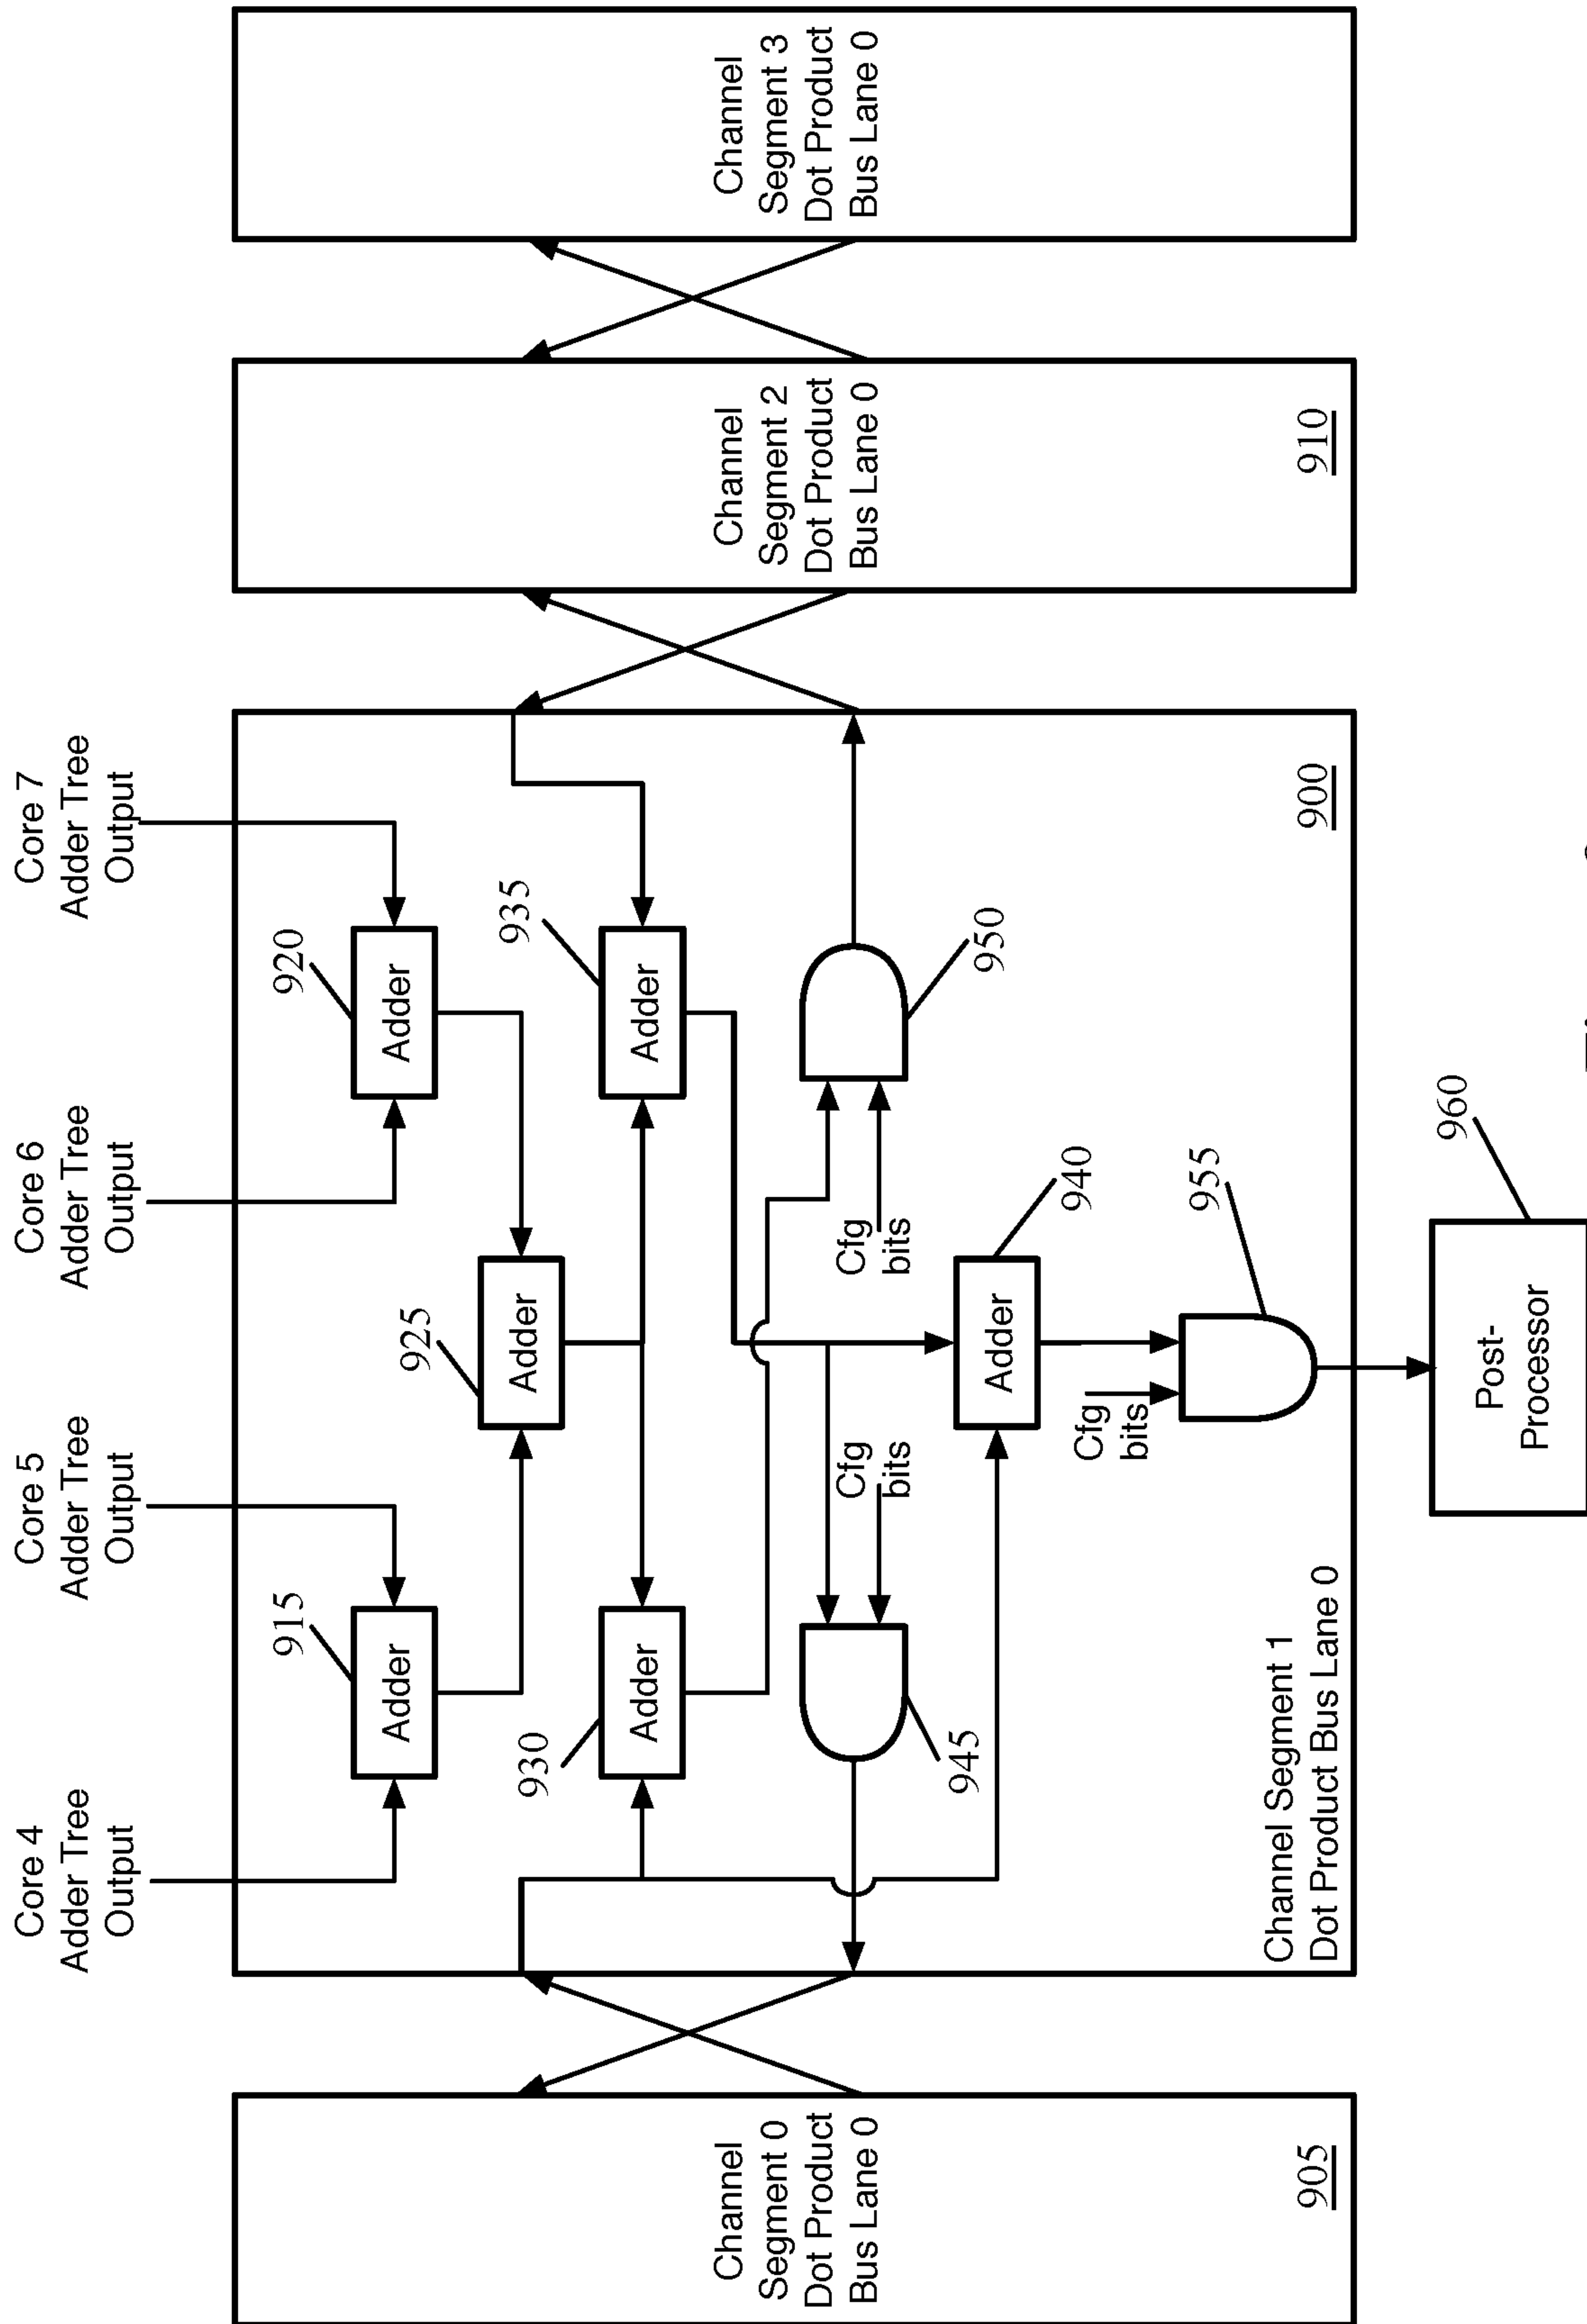 Core 4
Adder Tree
Output
Core 5
Adder Tree
Output
Core 6
Adder Tree
Output
Core 7
Adder Tree
Output
Channel
Segment 0
Dot Product
Bus Lane 0
905
915
Adder
920
Adder
925
Adder
930
Adder
935
Adder
Cfg
bits
945
Cfg
bits
950
940
Adder
Cfg
bits
955
Channel Segment 1
Dot Product Bus Lane 0
900
Channel
Segment 2
Dot Product
Bus Lane 0
910
Channel
Segment 3
Dot Product
Bus Lane 0
960
Post-
Processor